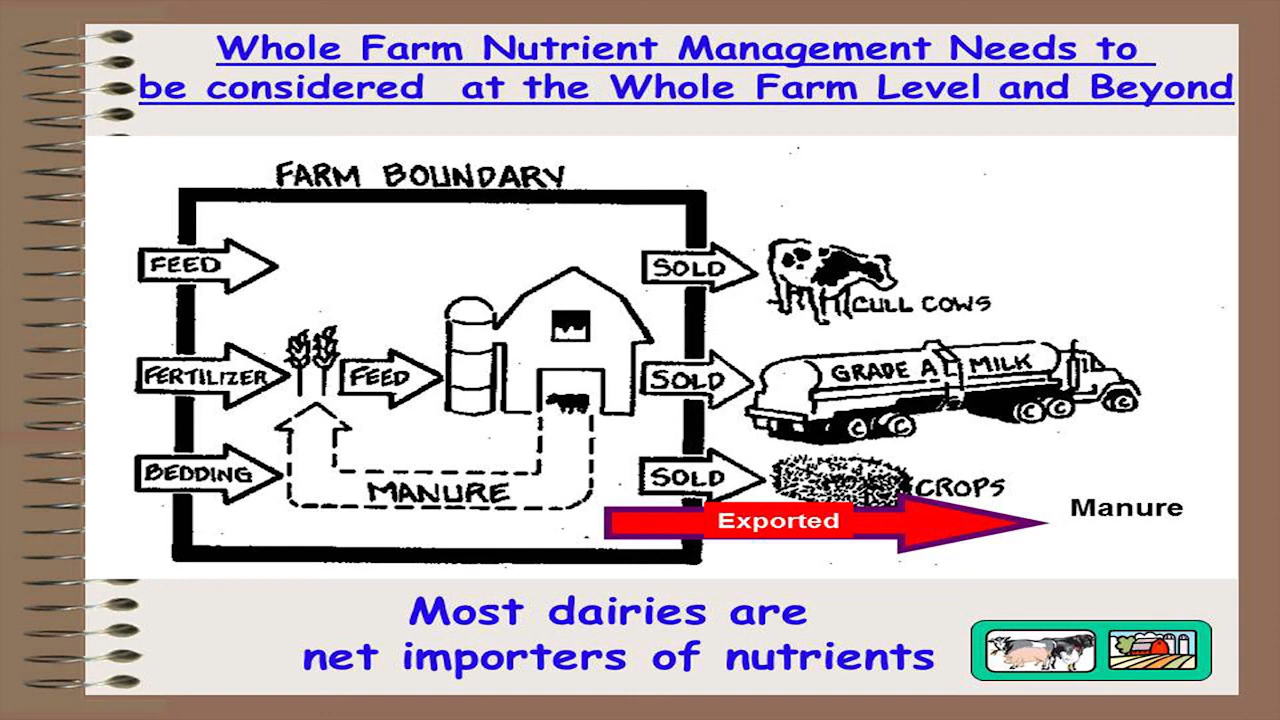 Whole Farm Nutrient Management Needs to
be considered at the Whole Farm Level and Beyond
FARM BOUNDARY
FEED
SOLD
CULL COWS
FERTILIZER
FEED
SOLD
GRADE A MILK
BEDDING
MANURE
SOLD
CROPS
Exported
Manure
Most dairies are
net importers of nutrients